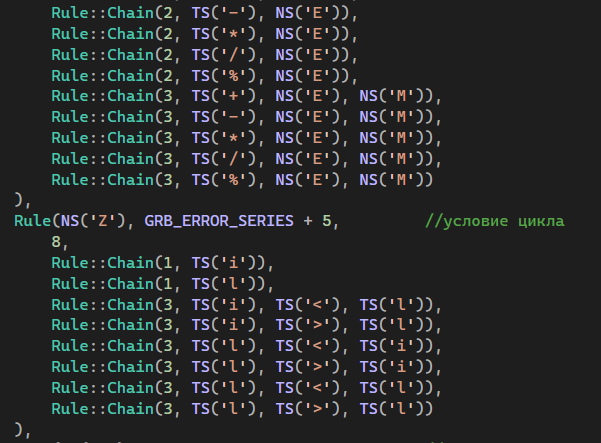 Rule::Chain(2, TS('-'), NS('E')),
Rule::Chain(2, TS('*'), NS('E')),
Rule::Chain(2, TS('/'), NS('E')),
Rule::Chain(2, TS('%'), NS('E')),
Rule::Chain(3, TS('+'), NS('E'), NS('M')),
Rule::Chain(3, TS('-'), NS('E'), NS('M')),
Rule::Chain(3, TS('*'), NS('E'), NS('M')),
Rule::Chain(3, TS('/'), NS('E'), NS('M')),
Rule::Chain(3, TS('%'), NS('E'), NS('M'))
),
Rule(NS('Z'), GRB_ERROR_SERIES + 5, //условие цикла
8,
Rule::Chain(1, TS('i')),
Rule::Chain(1, TS('l')),
Rule::Chain(3, TS('i'), TS('<'), TS('l')),
Rule::Chain(3, TS('i'), TS('>'), TS('l')),
Rule::Chain(3, TS('l'), TS('<'), TS('i')),
Rule::Chain(3, TS('l'), TS('>'), TS('i')),
Rule::Chain(3, TS('l'), TS('<'), TS('l')),
Rule::Chain(3, TS('l'), TS('>'), TS('l'))
),